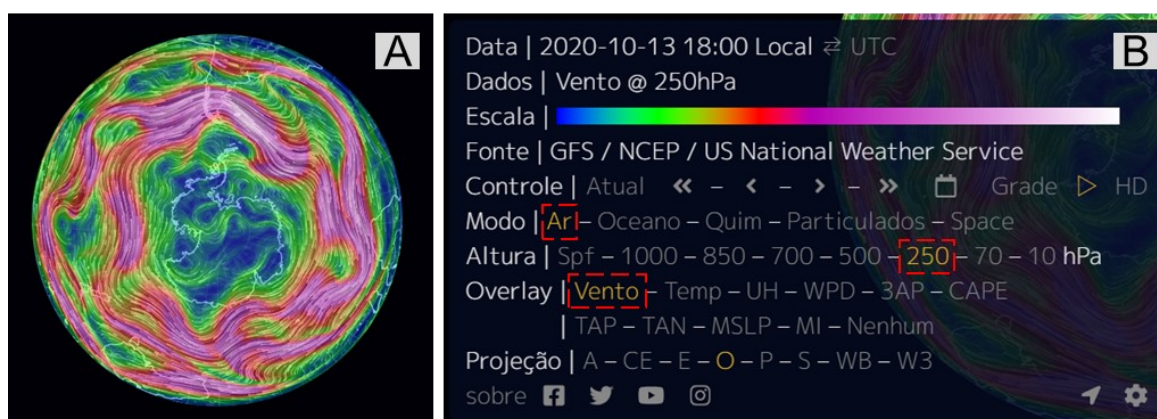 A
B
Data | 2020-10-13 18:00 Local ⇄ UTC
Dados | Vento @ 250hPa
Escala |
Fonte | GFS / NCEP / US National Weather Service
Controle | Atual « – ‹ – › – » Grade ▷ HD
Modo | Ar – Oceano – Quim – Particulados – Space
Altura | Spf – 1000 – 850 – 700 – 500 – 250 – 70 – 10 hPa
Overlay | Vento – Temp – UH – WPD – 3AP – CAPE
| TAP – TAN – MSLP – MI – Nenhum
Projeção | A – CE – E – O – P – S – WB – W3
sobre